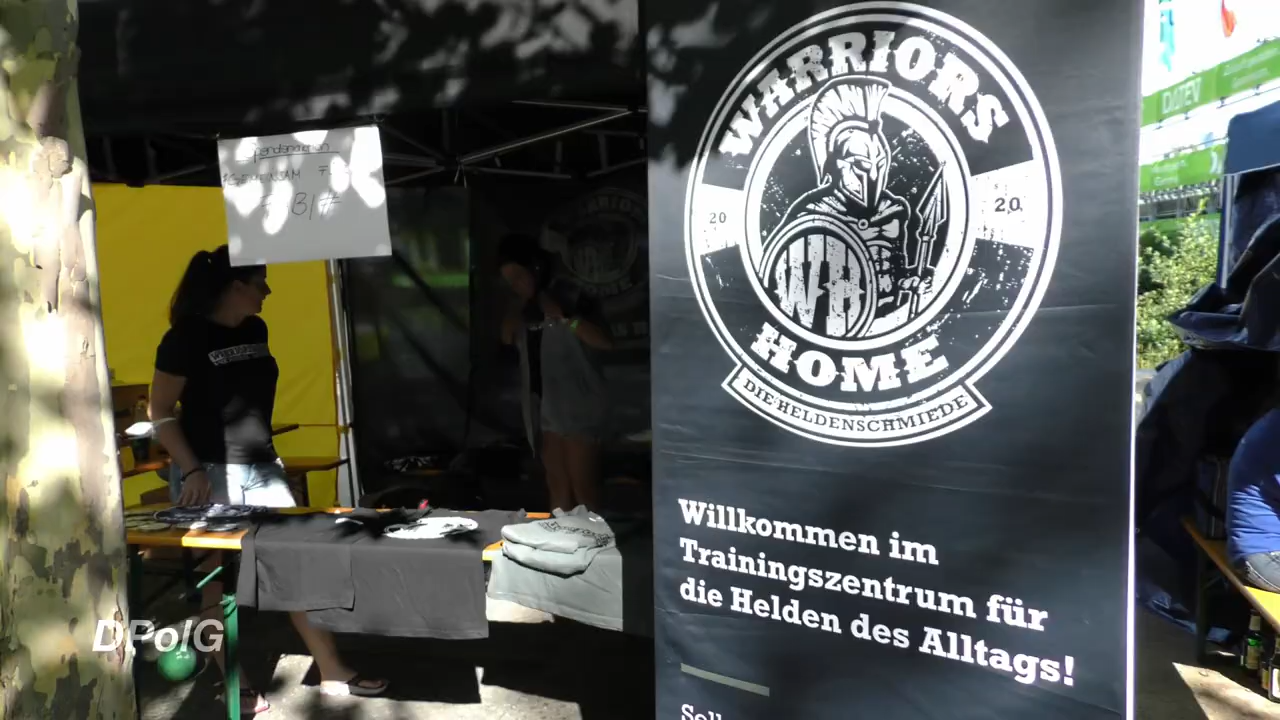 WARRIORS
20 20
WH
HOME
DIE HELDENSCHMIEDE
Willkommen im
Trainingszentrum für
die Helden des Alltags!
DATEV
DPolG